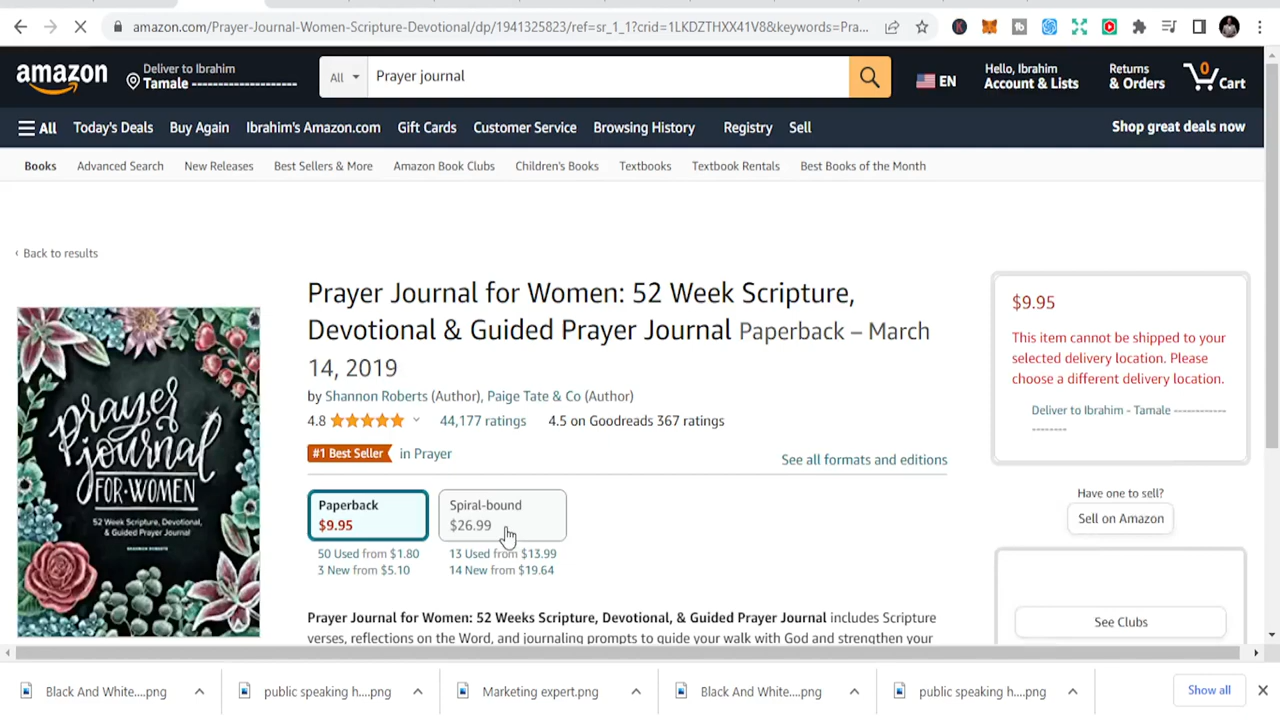 amazon.com/Prayer-Journal-Women-Scripture-Devotional/dp/1941325823/ref=sr_1_1?crid=1LKDZTHXX41V8&keywords=Pra...
amazon
Deliver to Ibrahim
Tamale ------------------
All
Prayer journal
EN
Hello, Ibrahim
Account & Lists
Returns
& Orders
0
Cart
All
Today's Deals
Buy Again
Ibrahim's Amazon.com
Gift Cards
Customer Service
Browsing History
Registry
Sell
Shop great deals now
Books
Advanced Search
New Releases
Best Sellers & More
Amazon Book Clubs
Children's Books
Textbooks
Textbook Rentals
Best Books of the Month
‹ Back to results
prayer
journal
FOR·WOMEN
52 Week Scripture, Devotional,
& Guided Prayer Journal
SHANNON ROBERTS
Prayer Journal for Women: 52 Week Scripture,
Devotional & Guided Prayer Journal Paperback – March
14, 2019
by Shannon Roberts (Author), Paige Tate & Co (Author)
4.8
44,177 ratings
4.5 on Goodreads 367 ratings
#1 Best Seller in Prayer
See all formats and editions
Paperback
$9.95
50 Used from $1.80
3 New from $5.10
Spiral-bound
$26.99
13 Used from $13.99
14 New from $19.64
Prayer Journal for Women: 52 Weeks Scripture, Devotional, & Guided Prayer Journal includes Scripture
verses, reflections on the Word, and journaling prompts to guide your walk with God and strengthen your
$9.95
This item cannot be shipped to your
selected delivery location. Please
choose a different delivery location.
Deliver to Ibrahim - Tamale ------------
--------
Have one to sell?
Sell on Amazon
See Clubs
Black And White....png
public speaking h....png
Marketing expert.png
Black And White....png
public speaking h....png
Show all